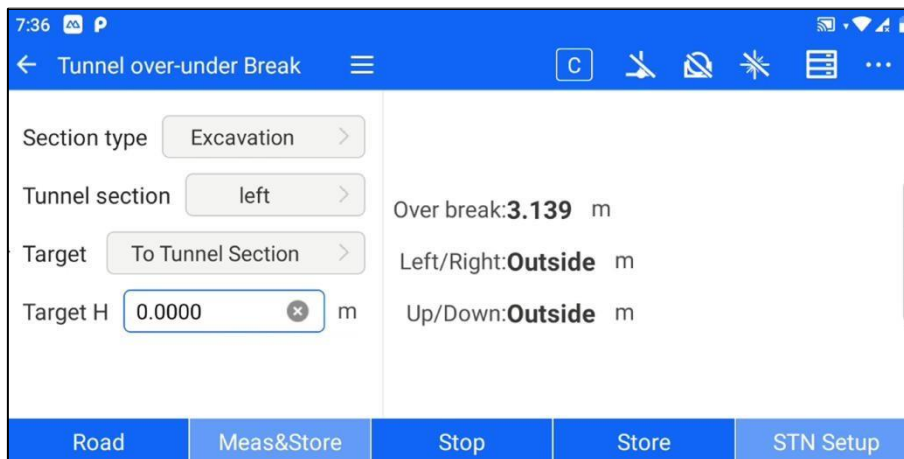 7:36
Tunnel over-under Break
C
Section type Excavation
Tunnel section left
Target To Tunnel Section
Target H 0.0000 m
Over break:3.139 m
Left/Right:Outside m
Up/Down:Outside m
Road Meas&Store Stop Store STN Setup